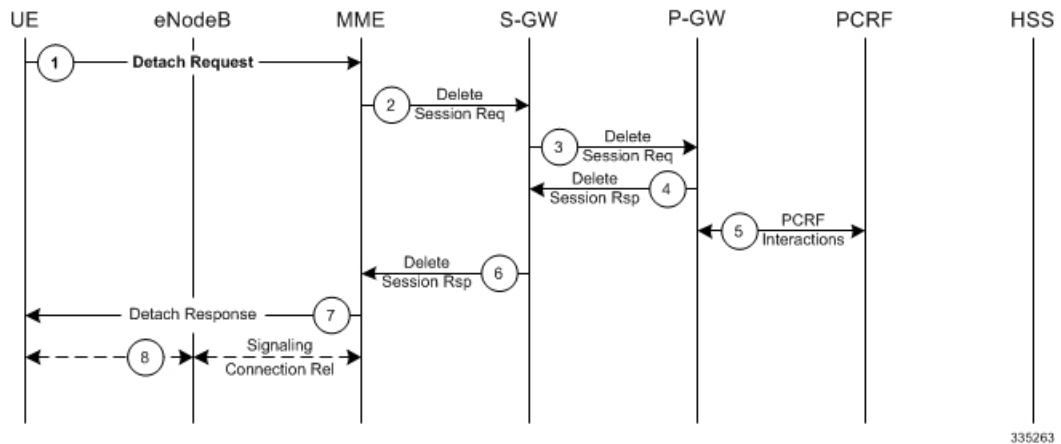 UE eNodeB MME S-GW P-GW PCRF HSS
1 Detach Request
2 Delete
Session Req
3 Delete
Session Req
Delete 4
Session Rsp
5 PCRF
Interactions
Delete 6
Session Rsp
Detach Response 7
8 Signaling
Connection Rel
335263